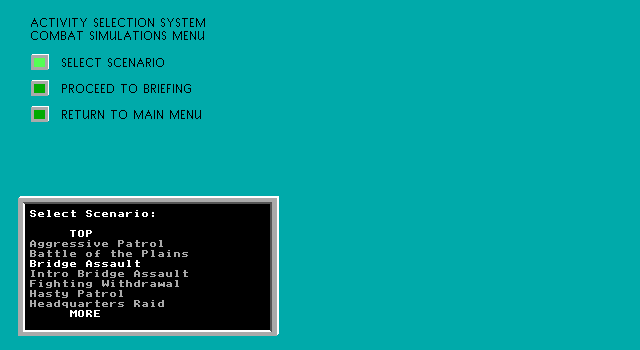 ACTIVITY SELECTION SYSTEM
COMBAT SIMULATIONS MENU
SELECT SCENARIO
PROCEED TO BRIEFING
RETURN TO MAIN MENU
Select Scenario:
TOP
Aggressive Patrol
Battle of the Plains
Bridge Assault
Intro Bridge Assault
Fighting Withdrawal
Hasty Patrol
Headquarters Raid
MORE